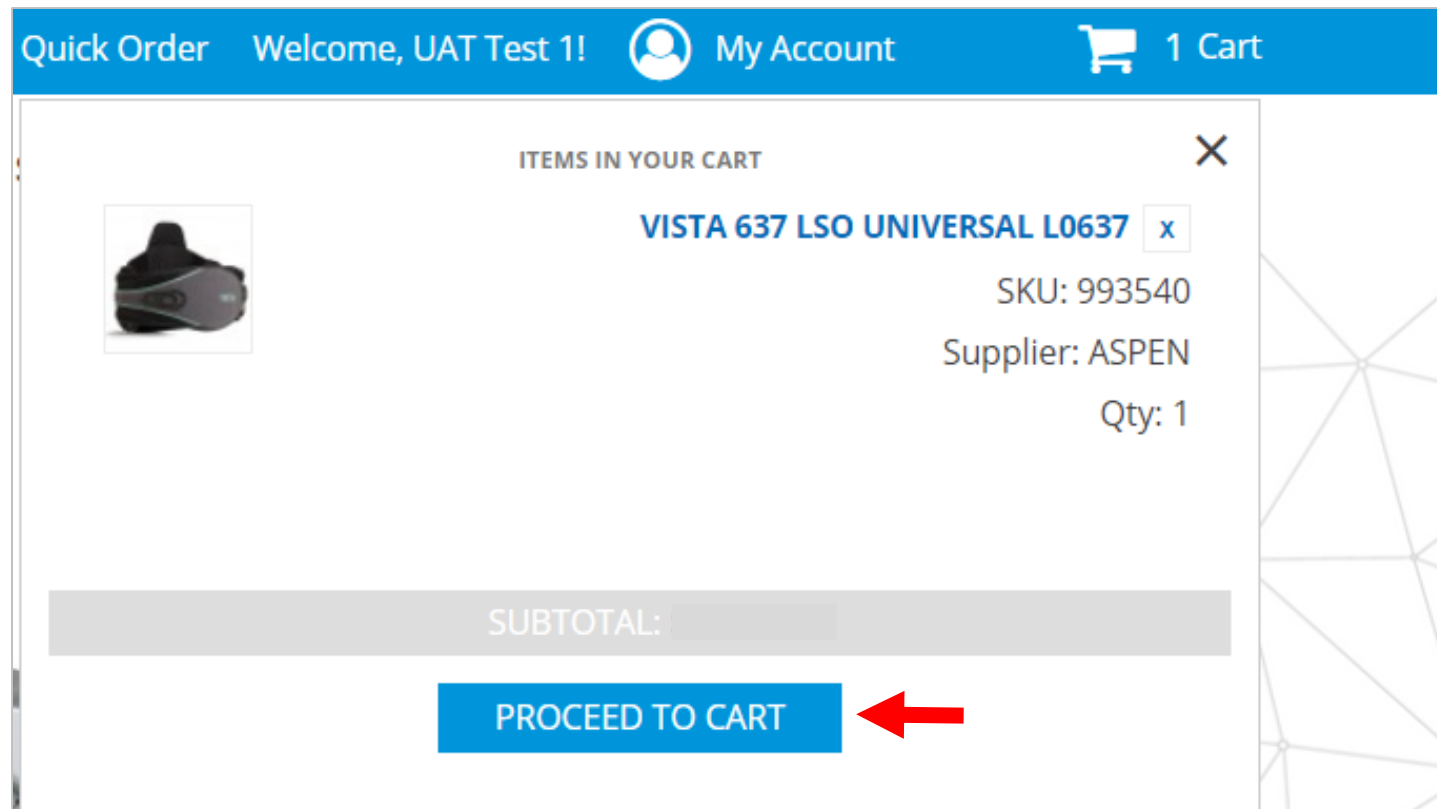 Quick Order Welcome, UAT Test 1! My Account 1 Cart
ITEMS IN YOUR CART
VISTA 637 LSO UNIVERSAL L0637 x
SKU: 993540
Supplier: ASPEN
Qty: 1
SUBTOTAL:
PROCEED TO CART